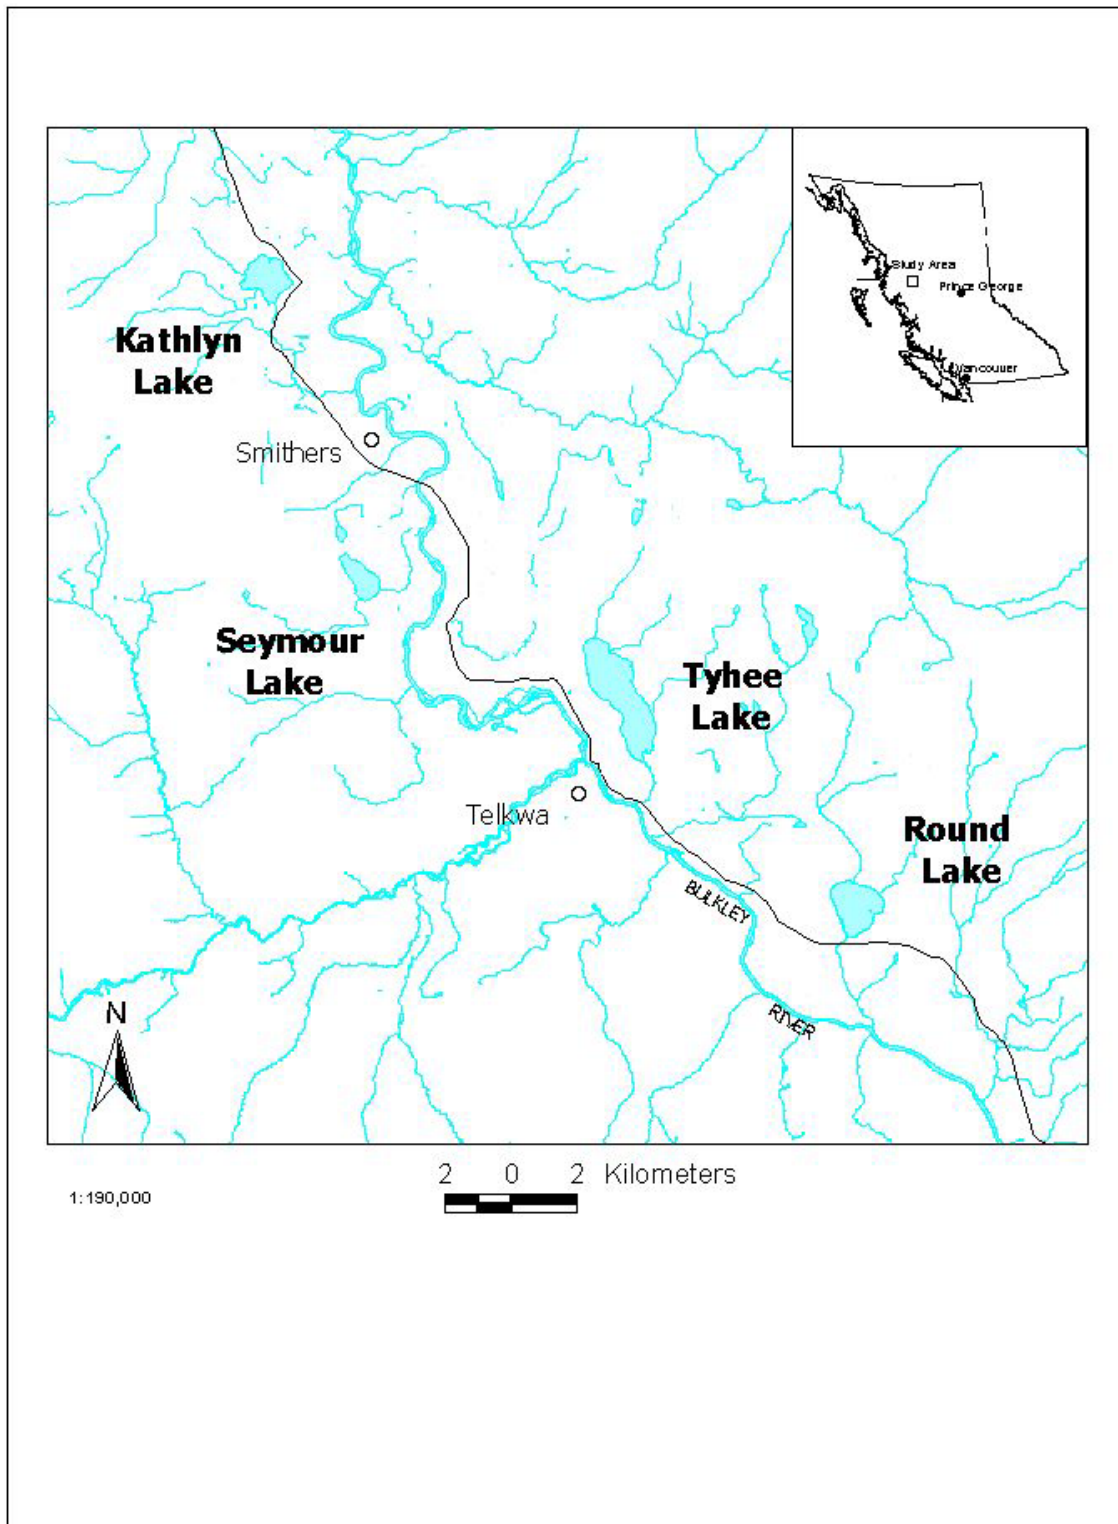 Study Area
Prince George
Vancouver
Kathlyn
Lake
Smithers
Seymour
Lake
Tyhee
Lake
Telkwa
Round
Lake
BULKLEY
RIVER
N
2 0 2 Kilometers
1:190,000